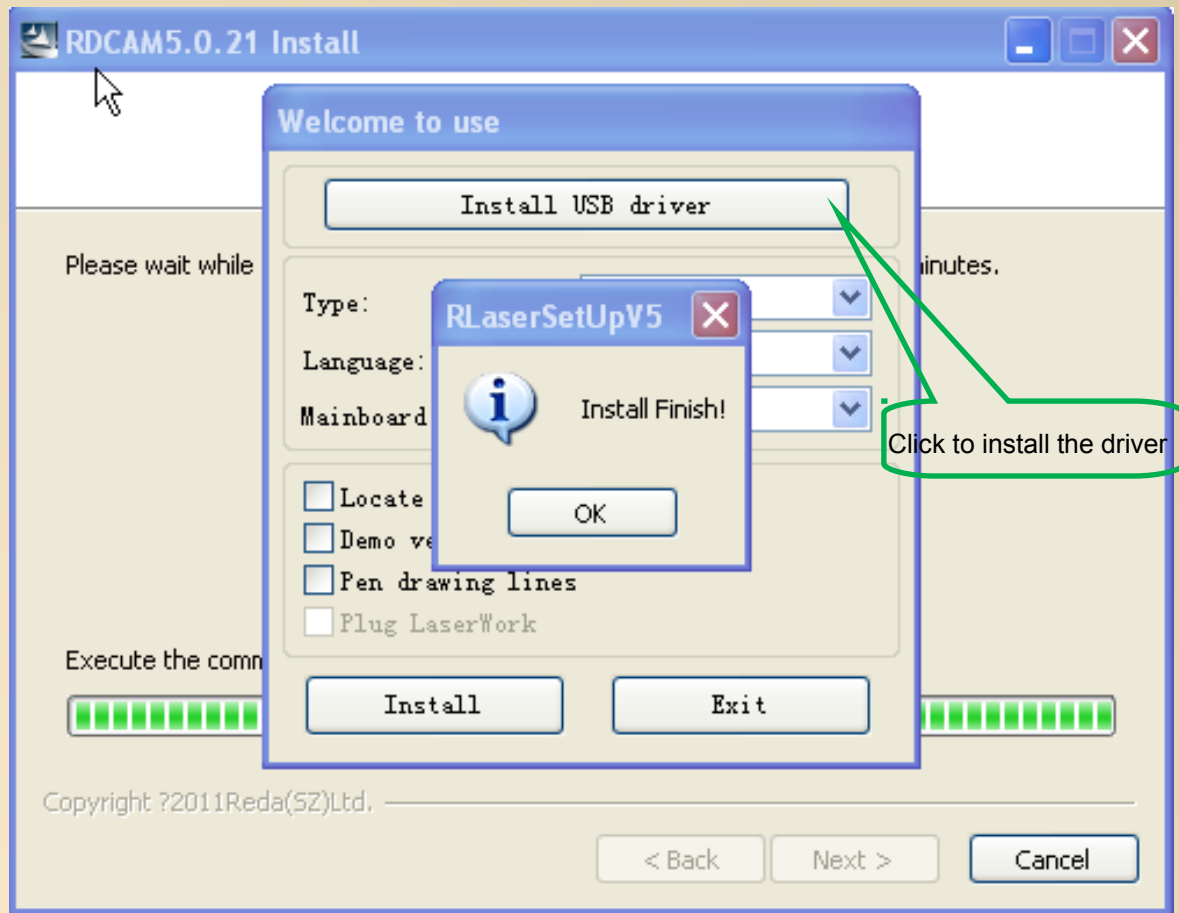 RDCAM5.0.21 Install
Welcome to use
Install USB driver
Please wait while
inutes.
Type:
RLaserSetUpV5
Language:
Install Finish!
Mainboard
Click to install the driver
Locate
OK
Demo ve
Pen drawing lines
Plug LaserWork
Execute the comm
Install
Exit
Copyright ?2011Reda(SZ)Ltd.
< Back
Next >
Cancel